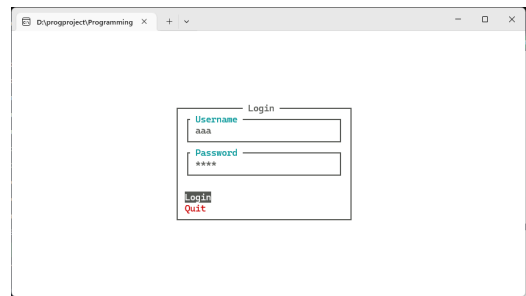 D:\progproject\Programming
Login
Username
aaa
Password
****
Login
Quit